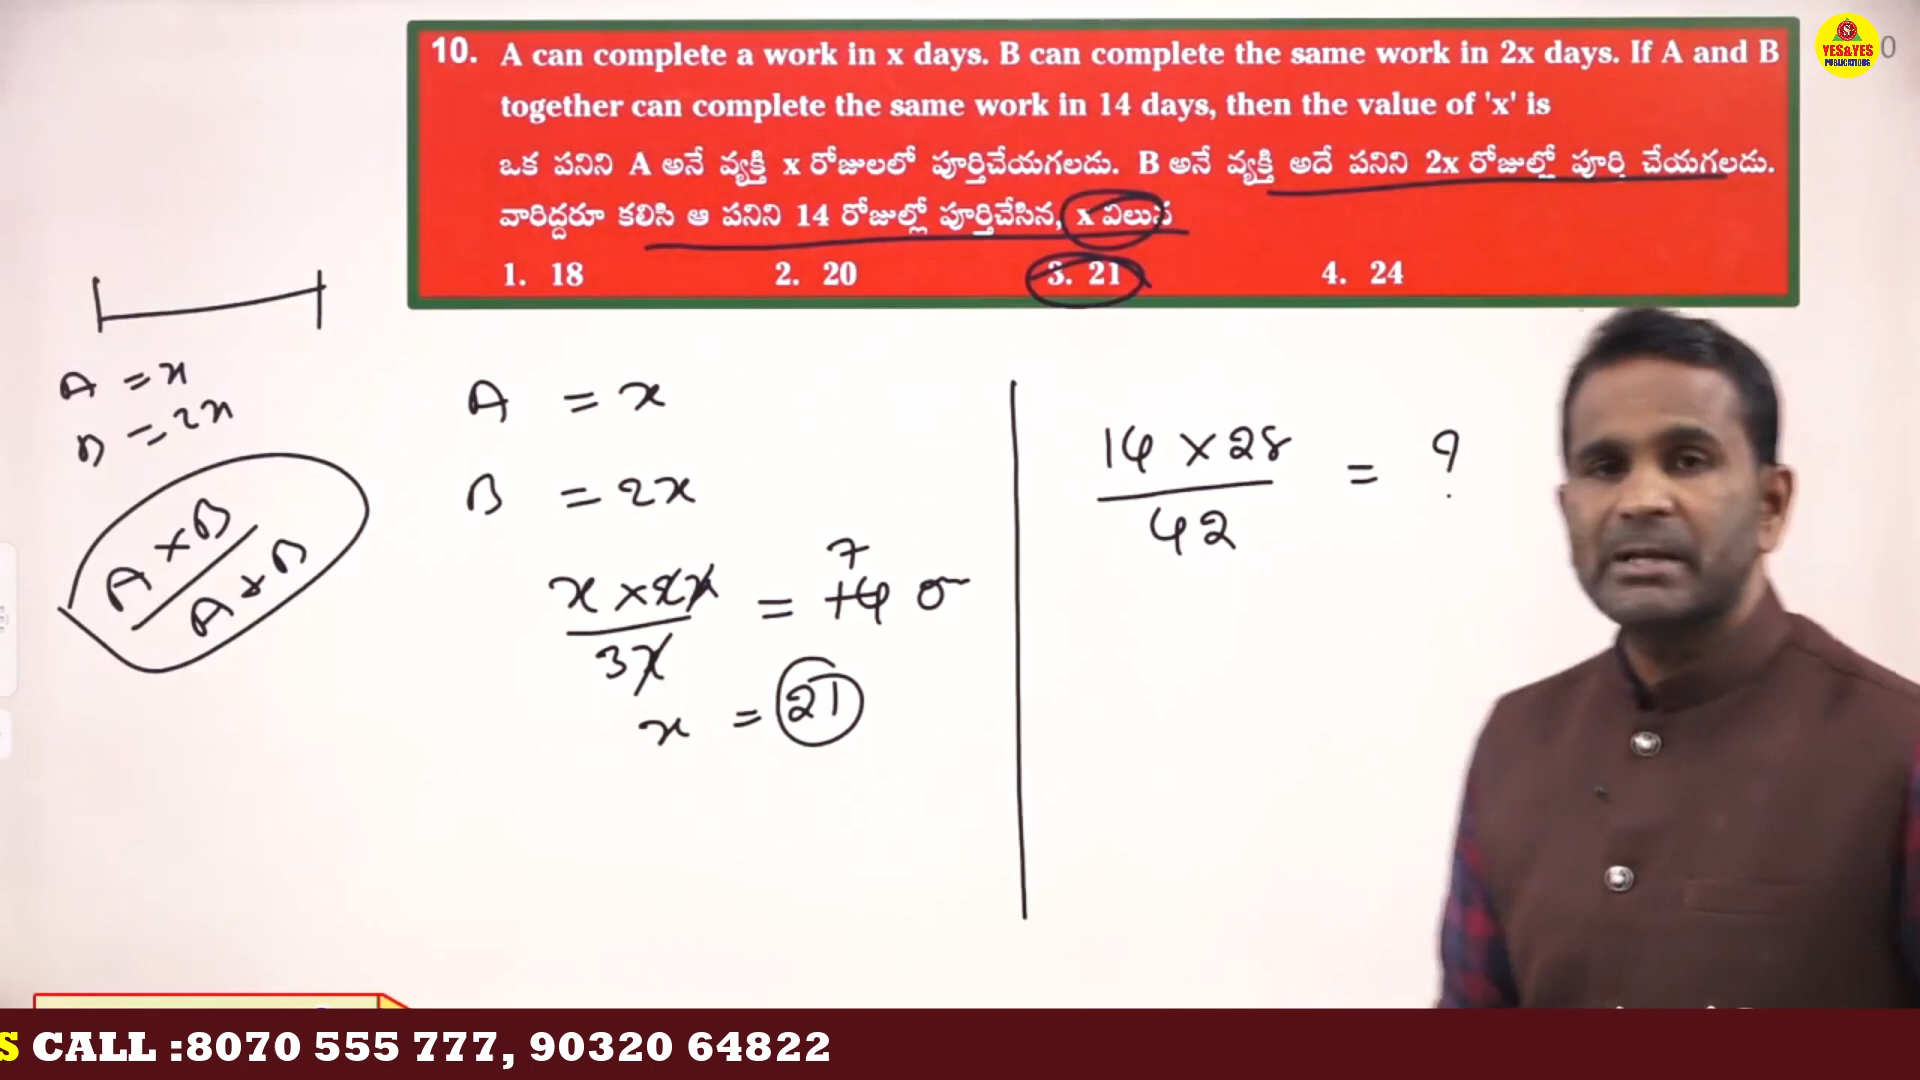 10. A can complete a work in x days. B can complete the same work in 2x days. If A and B
together can complete the same work in 14 days, then the value of 'x' is
ఒక పనిని A అనే వ్యక్తి x రోజులలో పూర్తిచేయగలడు. B అనే వ్యక్తి అదే పనిని 2x రోజుల్లో పూర్తి చేయగలడు.
వారిద్దరూ కలిసి ఆ పనిని 14 రోజుల్లో పూర్తిచేసిన, x విలువ
1. 18 2. 20 3. 21 4. 24
YES&YES
PUBLICATIONS
0
A = x
B = 2x
A × B
A + B
A = x
B = 2x
x × 2x
3x
= 14
7
x = 21
14 × 28
42
= ?
S CALL :8070 555 777, 90320 64822